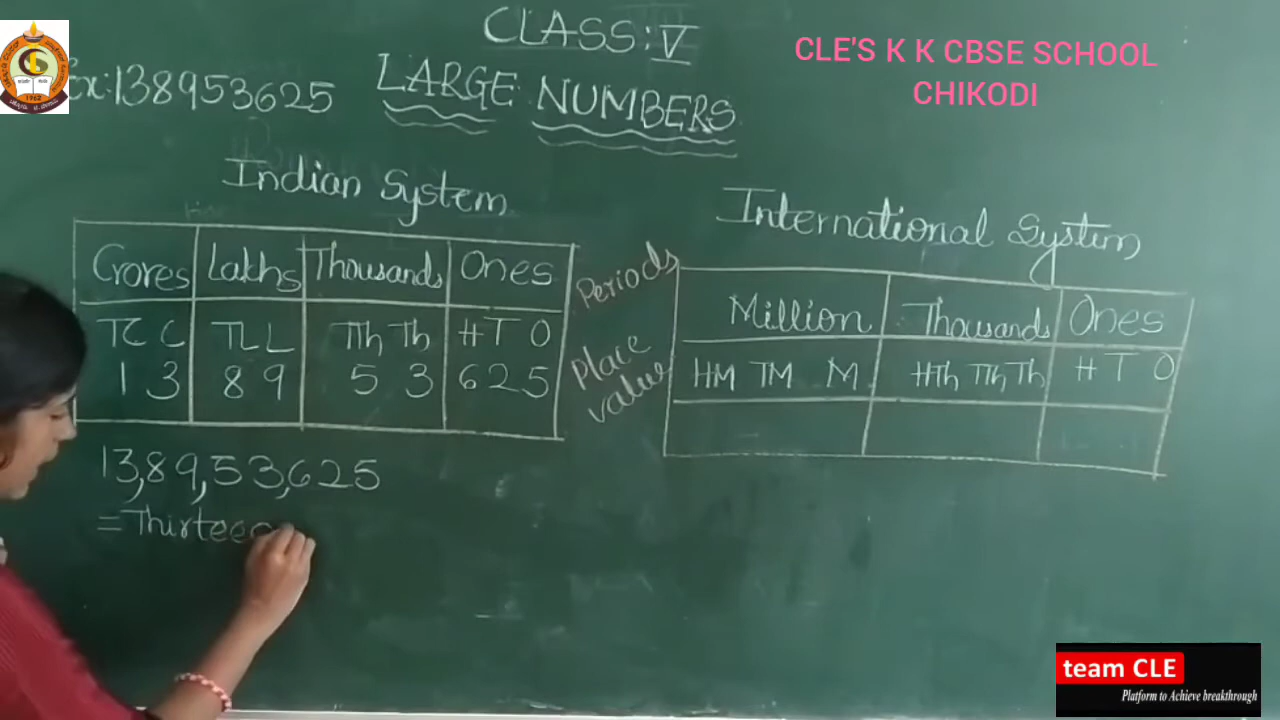 CLASS: V
CLE'S K K CBSE SCHOOL
CHIKODI
Ex: 138953625
LARGE NUMBERS
Indian System
Crores Lakhs Thousands Ones
TC C TL L TTh Th H T O
1 3 8 9 5 3 6 2 5
Periods
Place value
13,89,53,625
= Thirteen
International System
Million Thousands Ones
HM TM M HTh TTh Th H T O
1962
team CLE
Platform to Achieve breakthrough